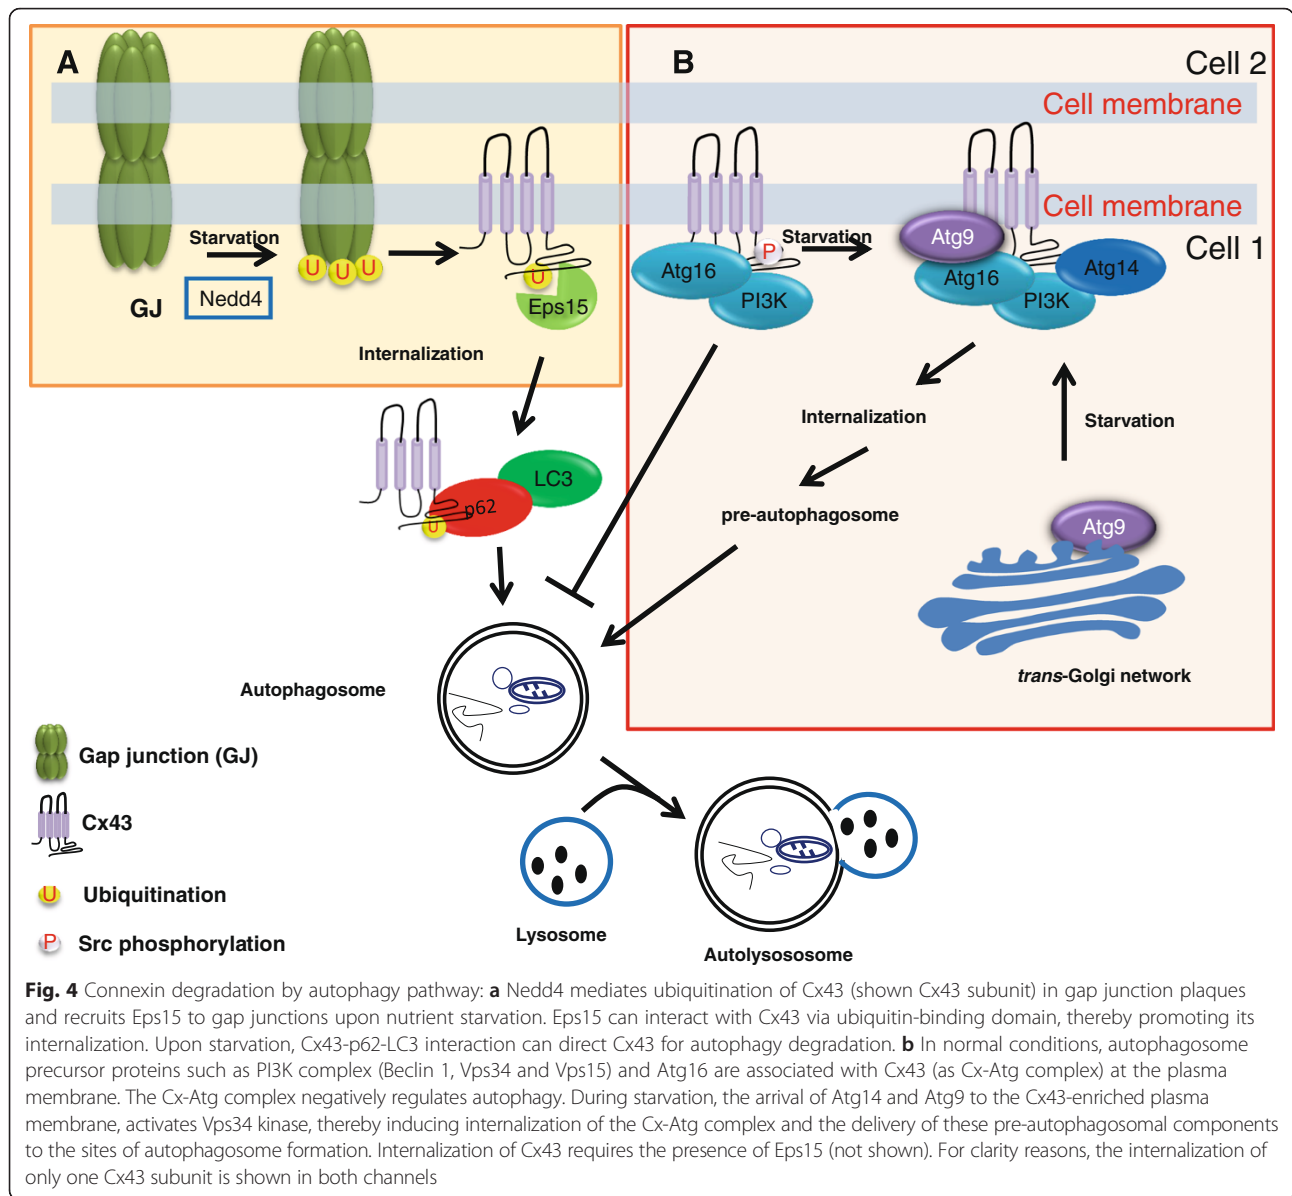 A
B
Cell 2
Cell membrane
Cell membrane
Cell 1
Starvation
Nedd4
GJ
U U U
U
Eps15
Internalization
P
Starvation
Atg16
PI3K
Atg9
Atg16
PI3K
Atg14
Internalization
Starvation
pre-autophagosome
Atg9
trans-Golgi network
LC3
p62
U
Autophagosome
Gap junction (GJ)
Cx43
U Ubiquitination
P Src phosphorylation
Lysosome
Autolysososome
Fig. 4 Connexin degradation by autophagy pathway: a Nedd4 mediates ubiquitination of Cx43 (shown Cx43 subunit) in gap junction plaques
and recruits Eps15 to gap junctions upon nutrient starvation. Eps15 can interact with Cx43 via ubiquitin-binding domain, thereby promoting its
internalization. Upon starvation, Cx43-p62-LC3 interaction can direct Cx43 for autophagy degradation. b In normal conditions, autophagosome
precursor proteins such as PI3K complex (Beclin 1, Vps34 and Vps15) and Atg16 are associated with Cx43 (as Cx-Atg complex) at the plasma
membrane. The Cx-Atg complex negatively regulates autophagy. During starvation, the arrival of Atg14 and Atg9 to the Cx43-enriched plasma
membrane, activates Vps34 kinase, thereby inducing internalization of the Cx-Atg complex and the delivery of these pre-autophagosomal components
to the sites of autophagosome formation. Internalization of Cx43 requires the presence of Eps15 (not shown). For clarity reasons, the internalization of
only one Cx43 subunit is shown in both channels